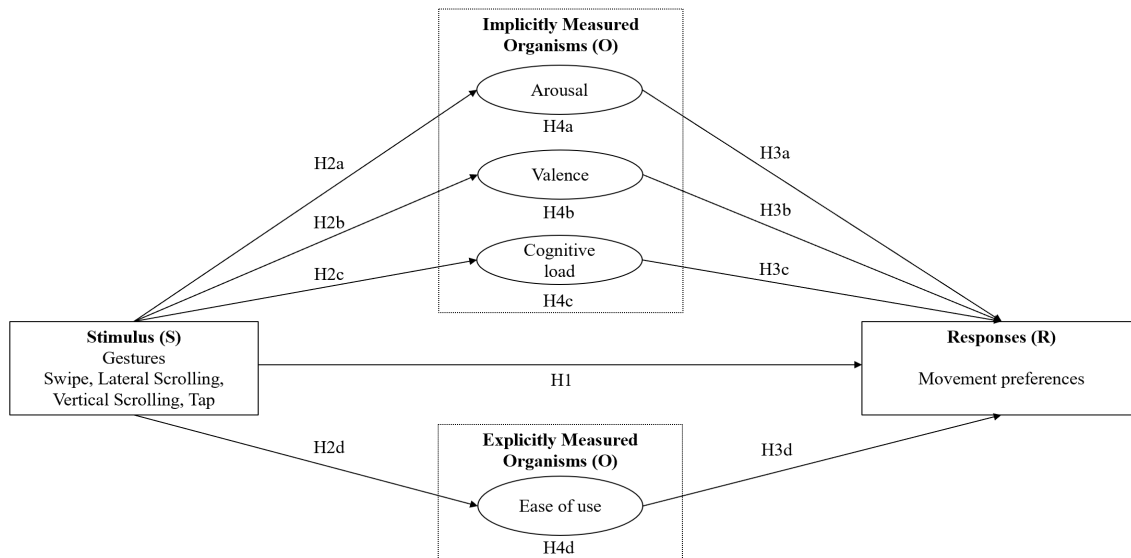 Implicitly Measured
Organisms (O)
Arousal
H4a
H2a
H3a
Valence
H4b
H2b
H3b
Cognitive
load
H4c
H2c
H3c
Stimulus (S)
Gestures
Swipe, Lateral Scrolling,
Vertical Scrolling, Tap
H1
Responses (R)
Movement preferences
H2d
H3d
Explicitly Measured
Organisms (O)
Ease of use
H4d